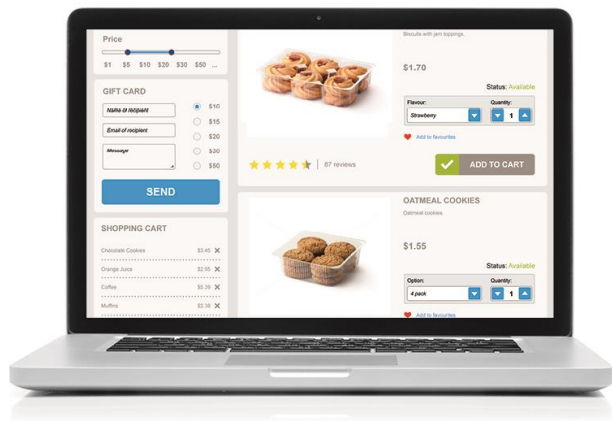 Price
$1 $5 $10 $20 $30 $50 ...
GIFT CARD
Name of recipient
$10
$15
Email of recipient
$20
Message
$30
$50
SEND
SHOPPING CART
Chocolate Cookies $3.45 X
Orange Juice $2.95 X
Coffee $5.39 X
Muffins $2.39 X
Biscuits with jam toppings.
$1.70
Status: Available
Flavour: Quantity:
Strawberry 1
Add to favourites
87 reviews
ADD TO CART
OATMEAL COOKIES
Oatmeal cookies.
$1.55
Status: Available
Option: Quantity:
4 pack 1
Add to favourites